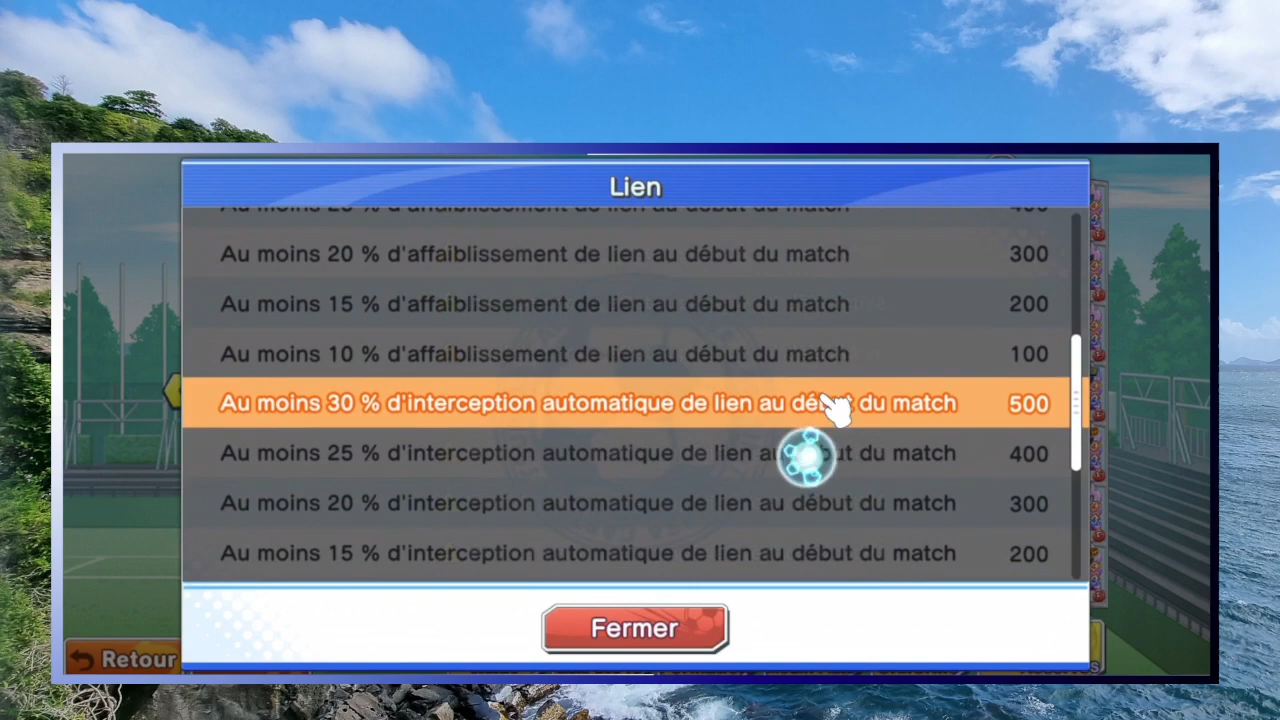 Lien
Au moins 20 % d'affaiblissement de lien au début du match 300
Au moins 15 % d'affaiblissement de lien au début du match 200
Au moins 10 % d'affaiblissement de lien au début du match 100
Au moins 30 % d'interception automatique de lien au début du match 500
Au moins 25 % d'interception automatique de lien au début du match 400
Au moins 20 % d'interception automatique de lien au début du match 300
Au moins 15 % d'interception automatique de lien au début du match 200
Fermer
Retour